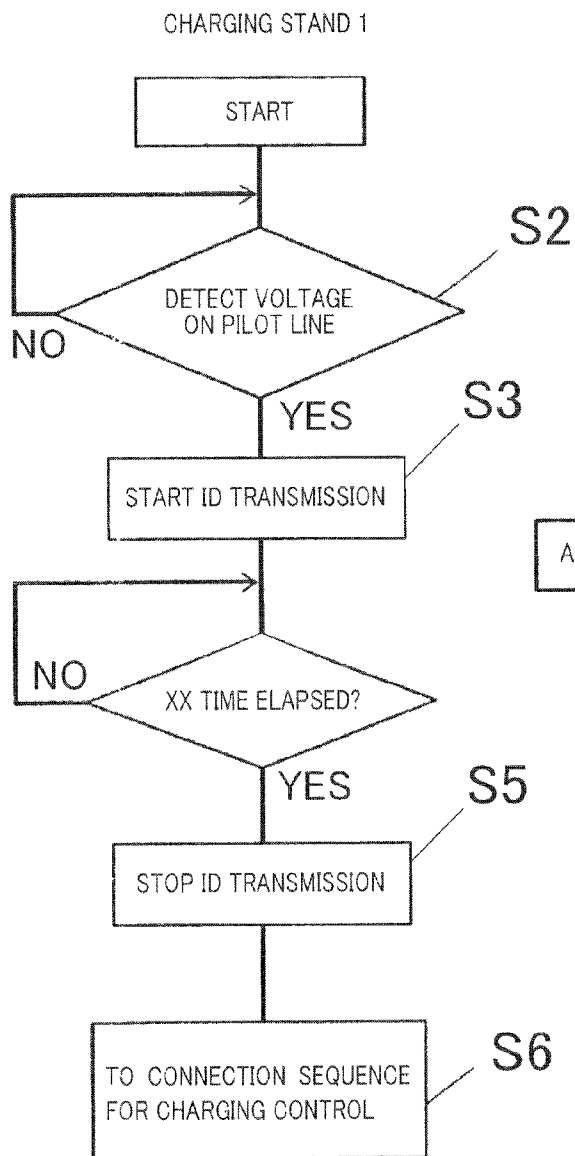 CHARGING STAND 1
START
S2
DETECT VOLTAGE
ON PILOT LINE
NO
YES
S3
START ID TRANSMISSION
A
NO
XX TIME ELAPSED?
YES
S5
STOP ID TRANSMISSION
S6
TO CONNECTION SEQUENCE
FOR CHARGING CONTROL